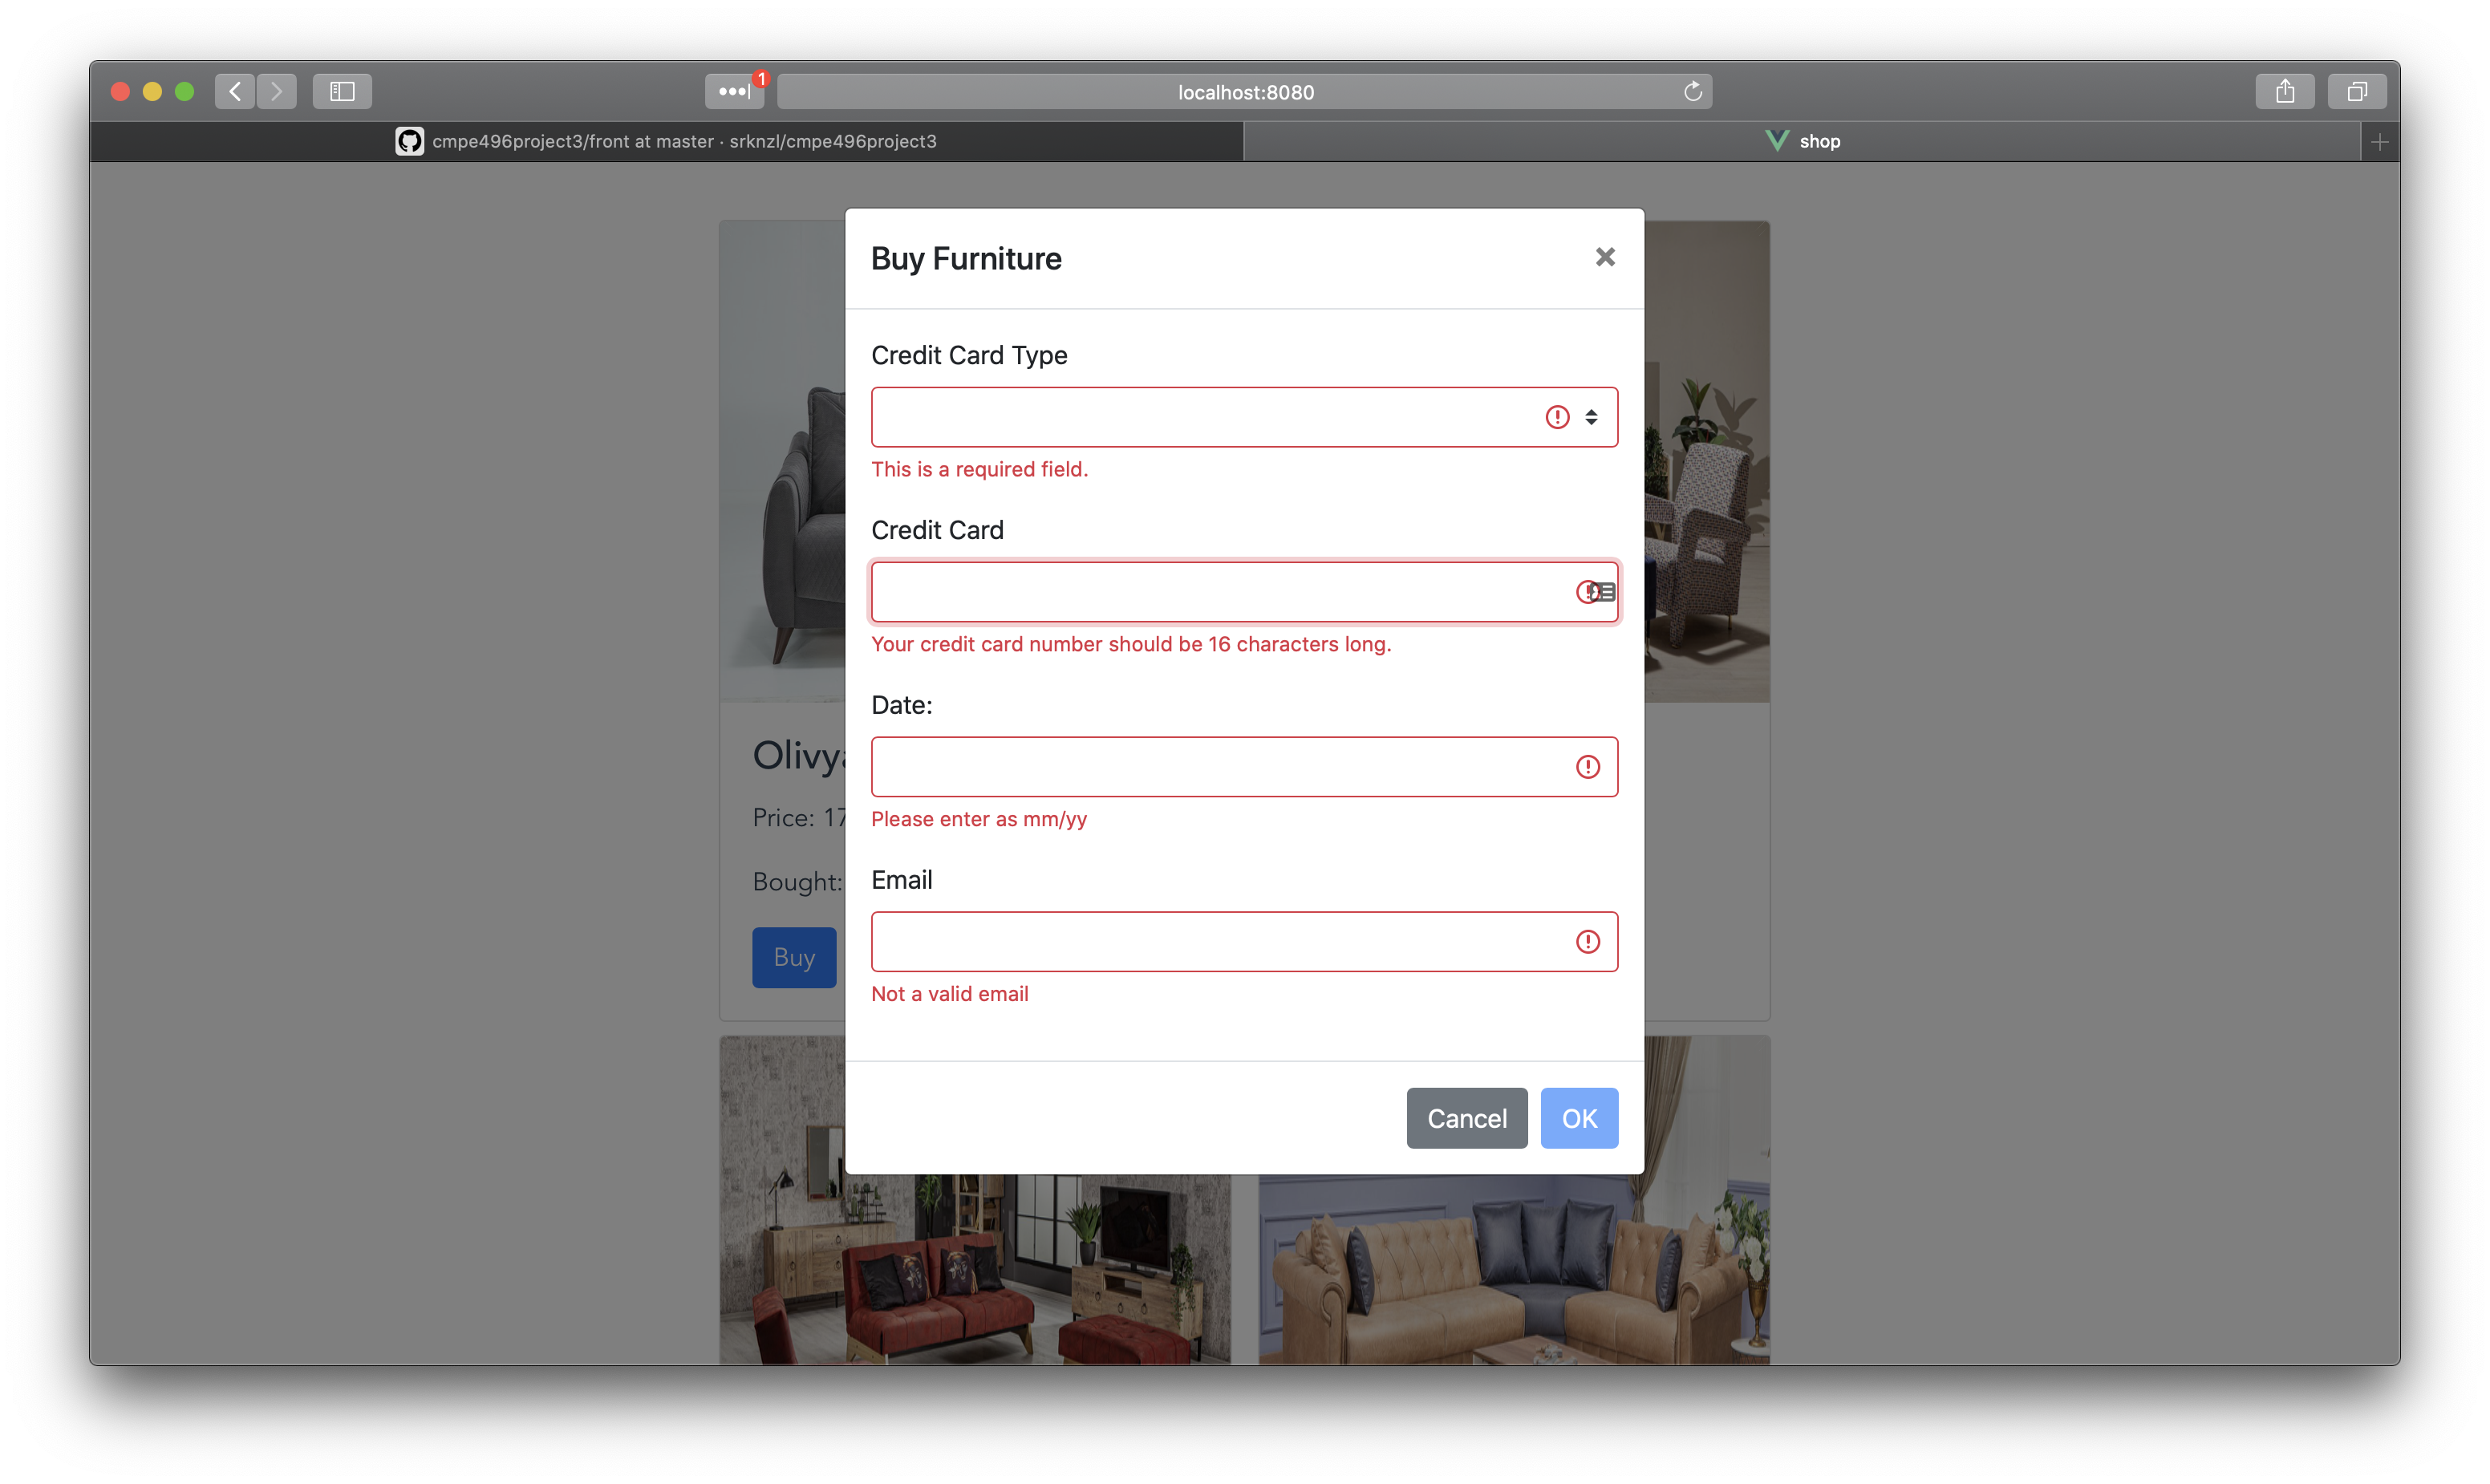 1
localhost:8080
cmpe496project3/front at master · srknzl/cmpe496project3
shop
Buy Furniture
Credit Card Type
This is a required field.
Credit Card
Your credit card number should be 16 characters long.
Date:
Please enter as mm/yy
Email
Not a valid email
Cancel
OK
Price: 17
Bought:
Buy